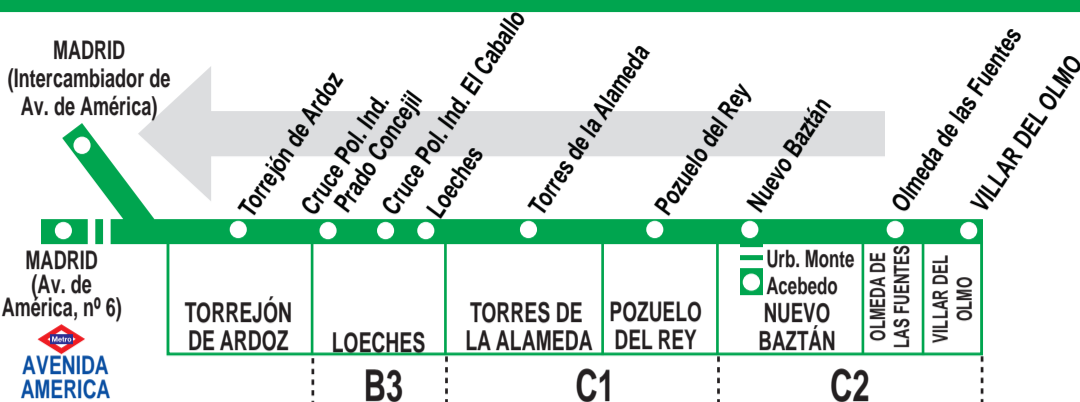 MADRID
(Intercambiador de
Av. de América)
Torrejón de Ardoz
Cruce Pol. Ind.
Prado Concejil
Cruce Pol. Ind. El Caballo
Loeches
Torres de la Alameda
Pozuelo del Rey
Nuevo Baztán
Olmeda de las Fuentes
VILLAR DEL OLMO
MADRID
(Av. de
América, nº 6)
Metro
AVENIDA
AMERICA
TORREJÓN
DE ARDOZ
LOECHES
TORRES DE
LA ALAMEDA
POZUELO
DEL REY
Urb. Monte
Acebedo
NUEVO
BAZTÁN
OLMEDA DE
LAS FUENTES
VILLAR DEL
OLMO
B3
C1
C2